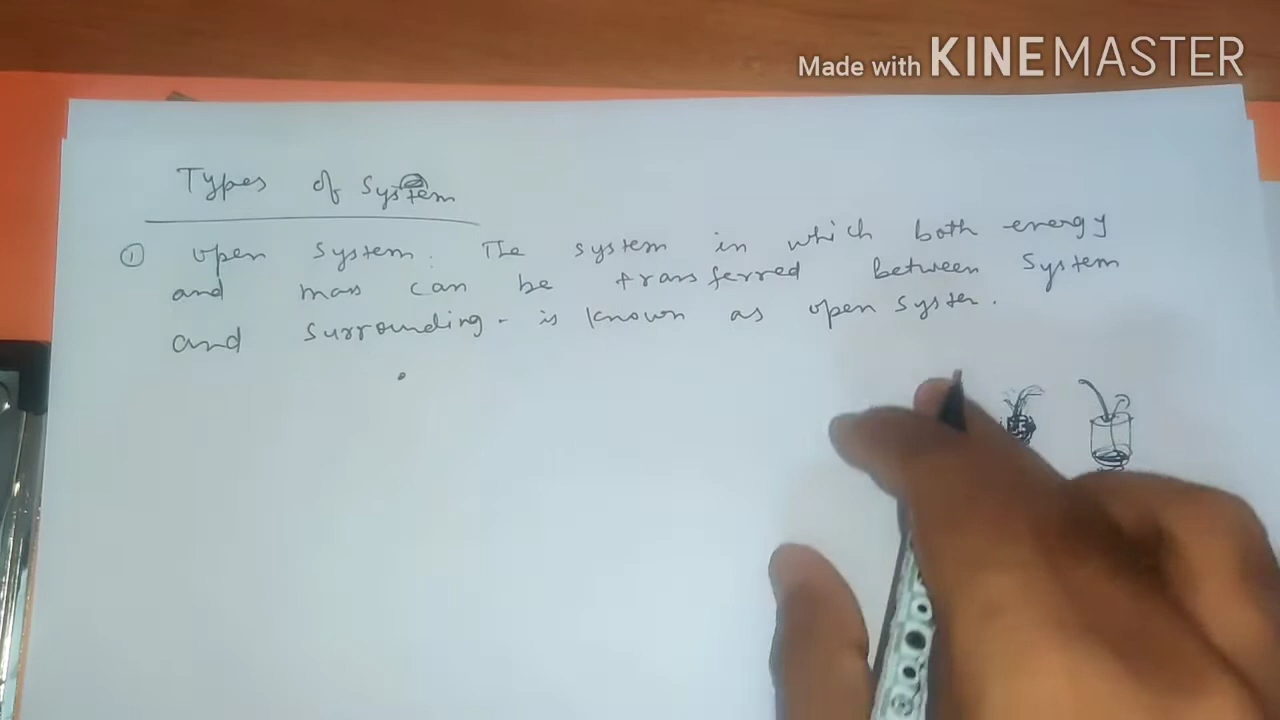 Made with KINEMASTER
Types of System
① open system. The system in which both energy
and mass can be transferred between system
and surrounding - is known as open syster.